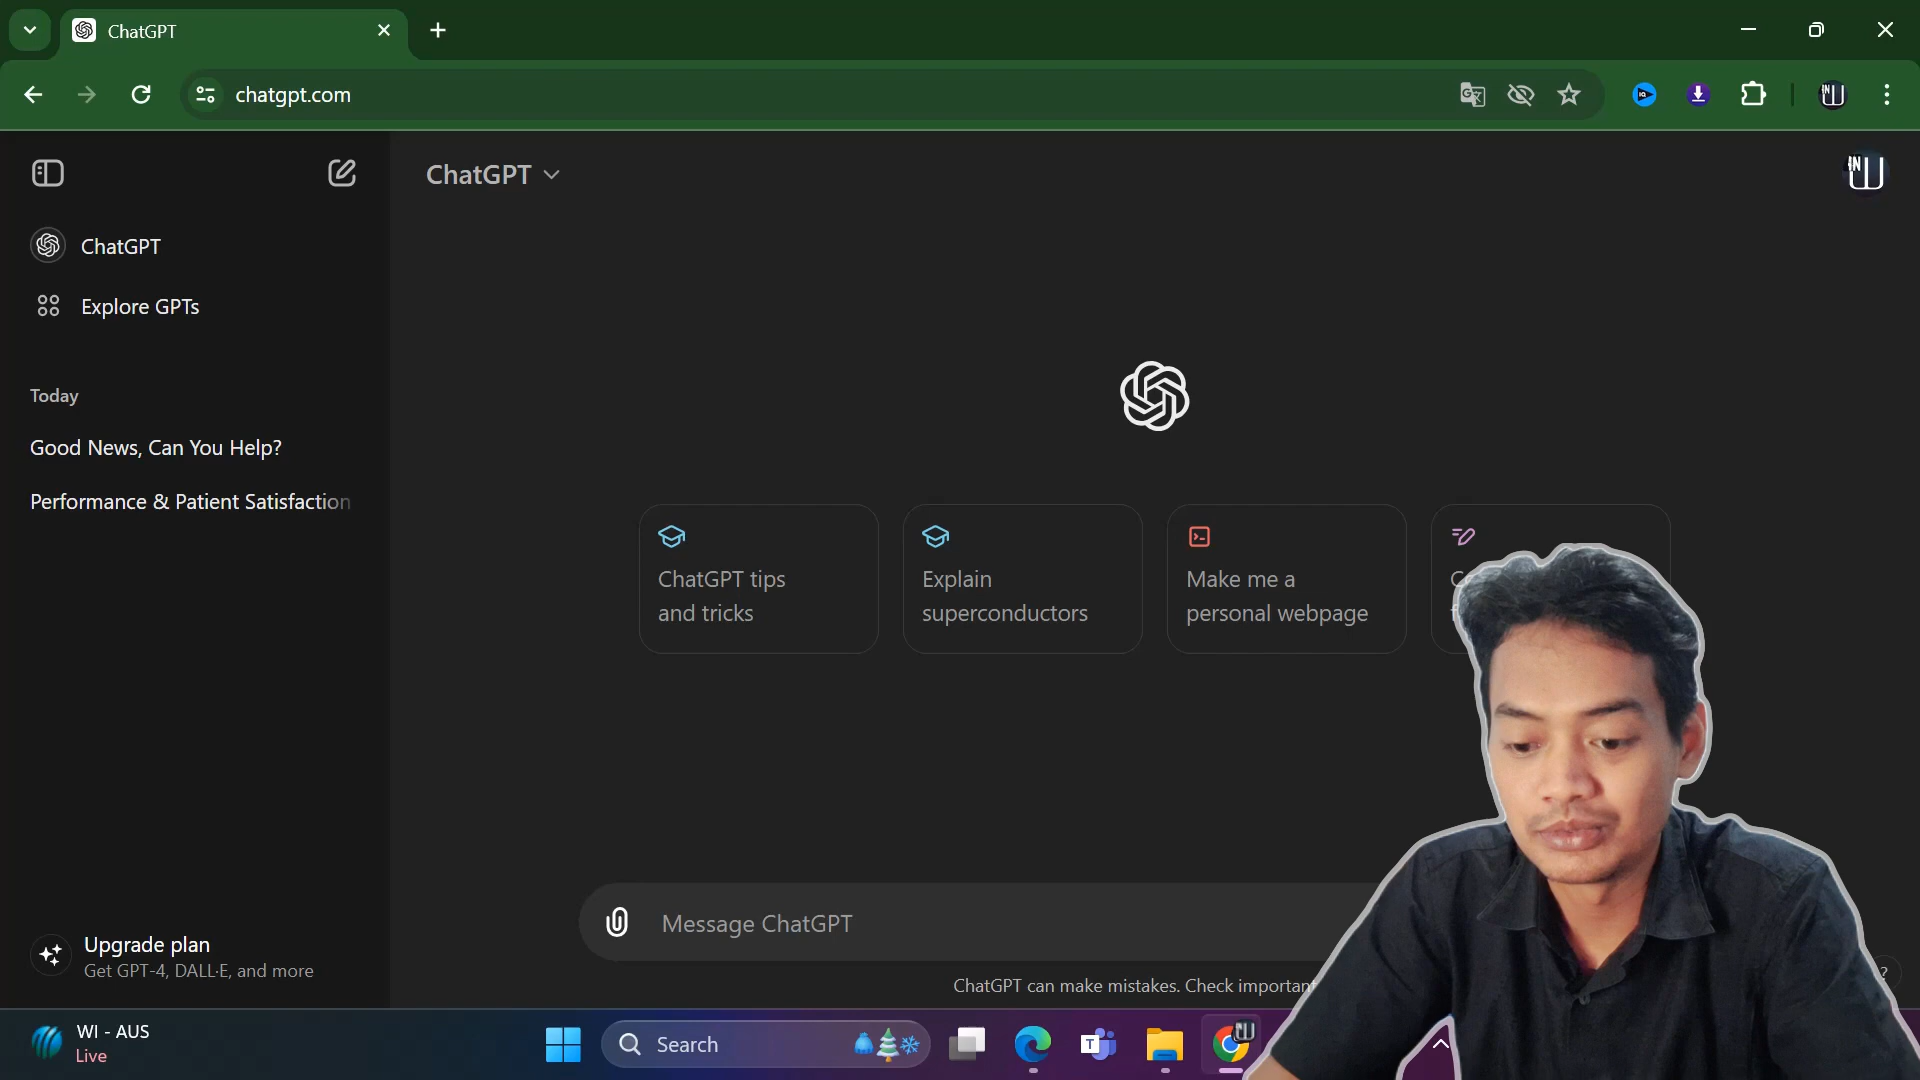 ChatGPT
chatgpt.com
ChatGPT
ChatGPT
Explore GPTs
Today
Good News, Can You Help?
Performance & Patient Satisfaction
ChatGPT tips
and tricks
Explain
superconductors
Make me a
personal webpage
Message ChatGPT
ChatGPT can make mistakes. Check important
Upgrade plan
Get GPT-4, DALL·E, and more
WI - AUS
Live
Search